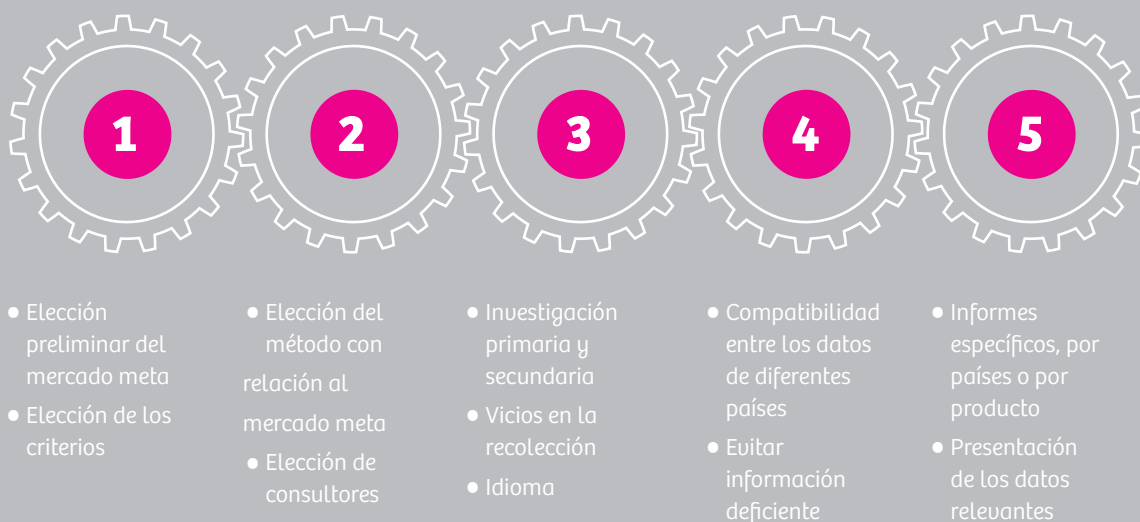 1
2
3
4
5
● Elección
preliminar del
mercado meta
● Elección de los
criterios
● Elección del
método con
relación al
mercado meta
● Elección de
consultores
● Investigación
primaria y
secundaria
● Vicios en la
recolección
● Idioma
● Compatibilidad
entre los datos
de diferentes
países
● Evitar
información
deficiente
● Informes
específicos, por
países o por
producto
● Presentación
de los datos
relevantes